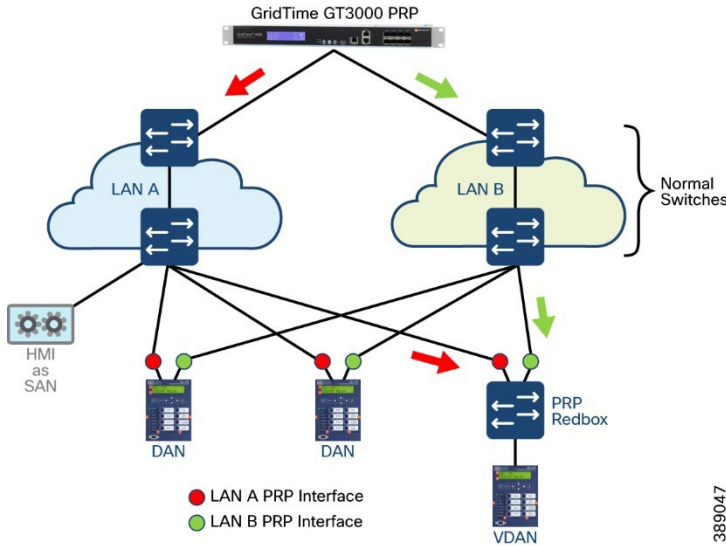 GridTime GT3000 PRP
LAN A
LAN B
Normal
Switches
HMI
as
SAN
DAN
DAN
PRP
Redbox
VDAN
LAN A PRP Interface
LAN B PRP Interface
389047